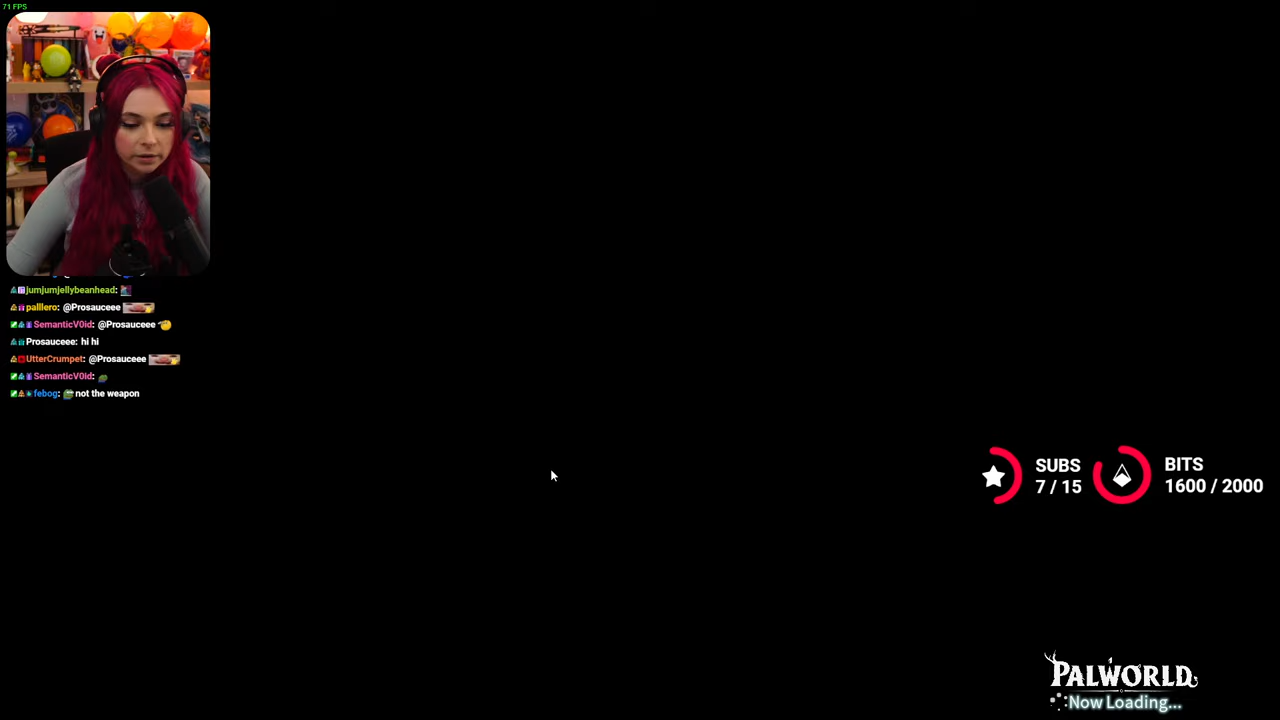 71 FPS
jumjumjellybeanhead:
palllero: @Prosauceee
SemanticV0id: @Prosauceee
Prosauceee: hi hi
UtterCrumpet: @Prosauceee
SemanticV0id:
febog: not the weapon
SUBS
7 / 15
BITS
1600 / 2000
PALWORLD
Now Loading...